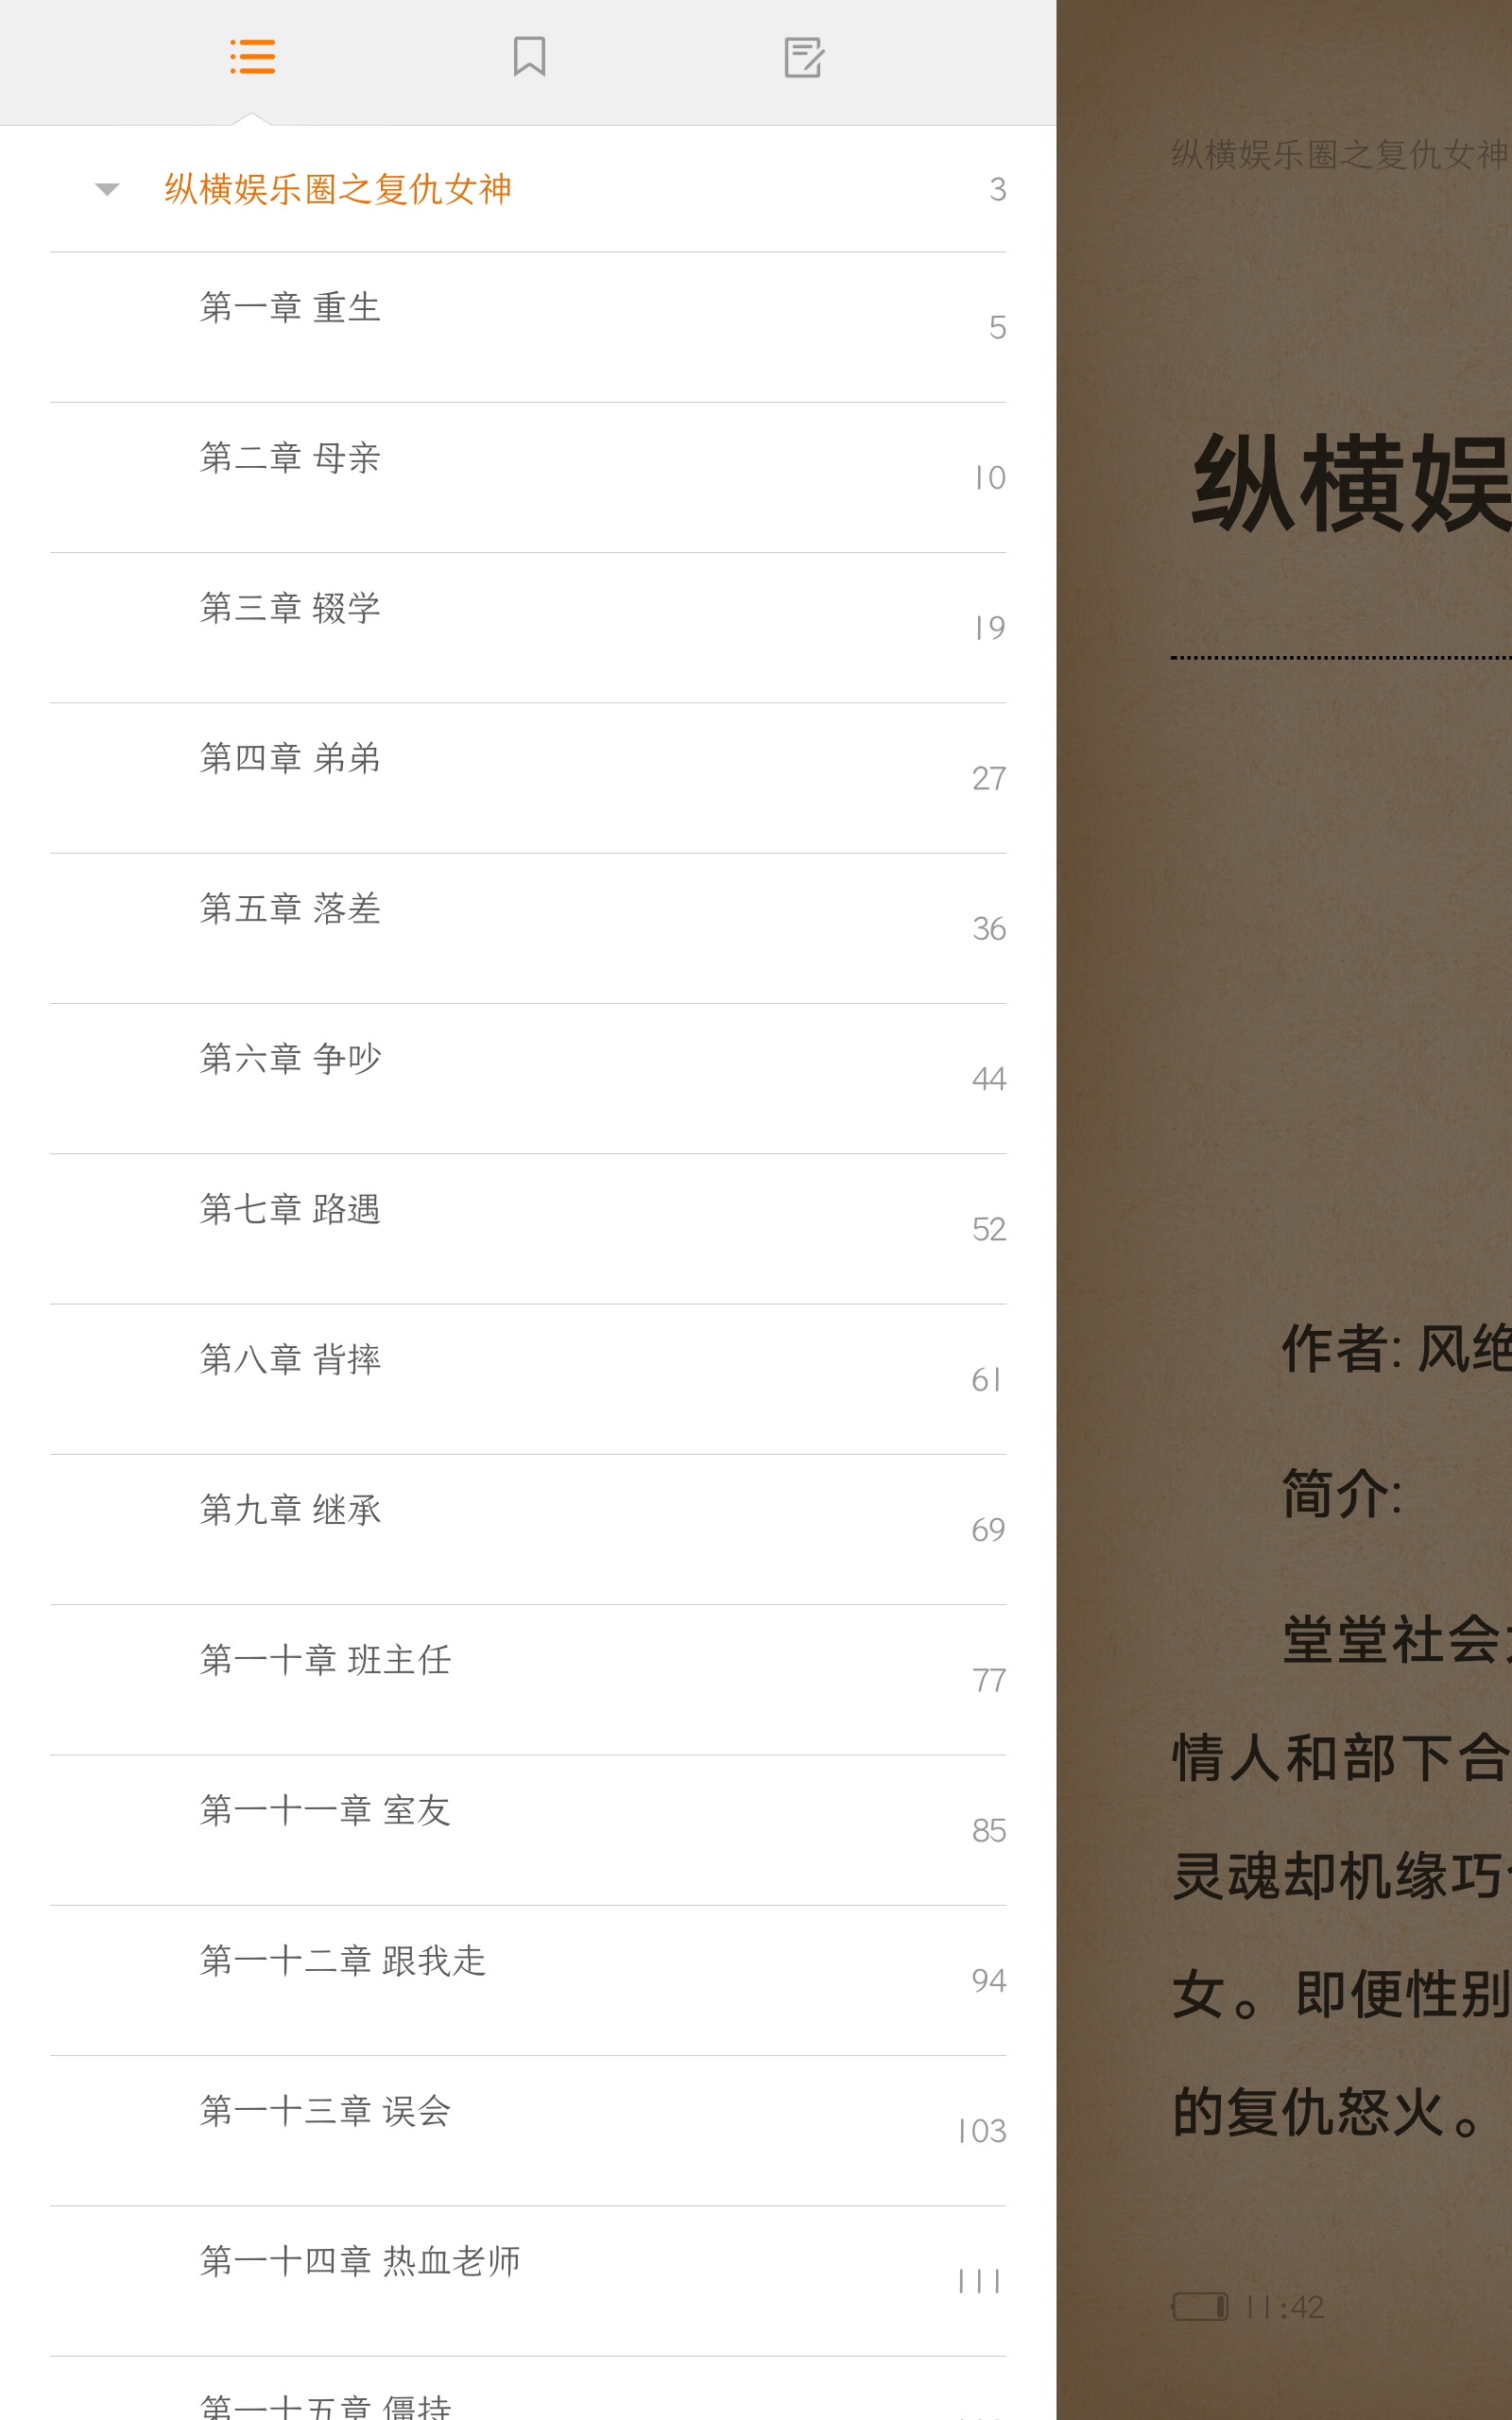 纵横娱乐圈之复仇女神 3
第一章 重生 5
第二章 母亲 10
第三章 辍学 19
第四章 弟弟 27
第五章 落差 36
第六章 争吵 44
第七章 路遇 52
第八章 背摔 61
第九章 继承 69
第一十章 班主任 77
第一十一章 室友 85
第一十二章 跟我走 94
第一十三章 误会 103
第一十四章 热血老师 111
第一十五章 僵持
纵横娱乐圈之复仇女神
纵横娱
作者: 风绝
简介:
堂堂社会
情人和部下合
灵魂却机缘巧
女。即便性别
的复仇怒火。
11:42